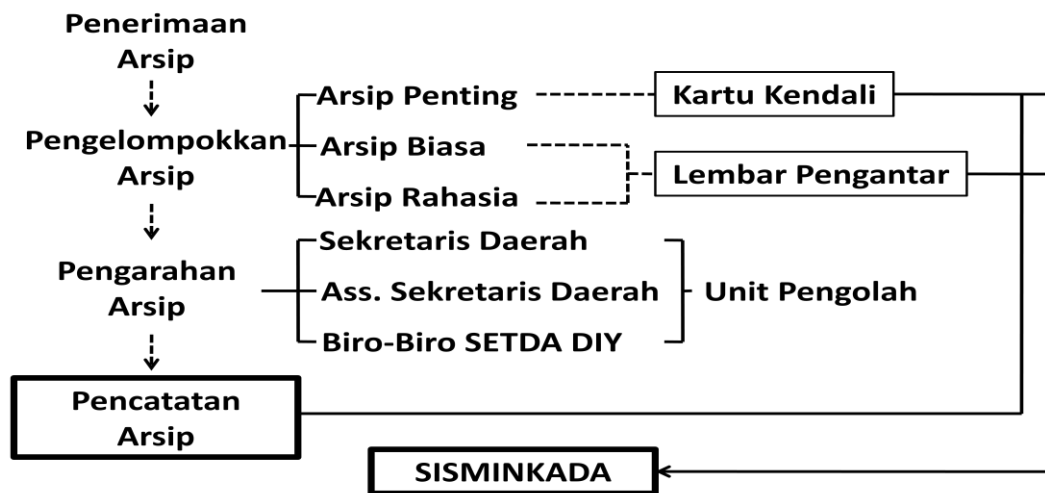 Penerimaan
Arsip
Pengelompokkan
Arsip
Arsip Penting
Arsip Biasa
Arsip Rahasia
Kartu Kendali
Lembar Pengantar
Pengarahan
Arsip
Sekretaris Daerah
Ass. Sekretaris Daerah
Biro-Biro SETDA DIY
Unit Pengolah
Pencatatan
Arsip
SISMINKADA